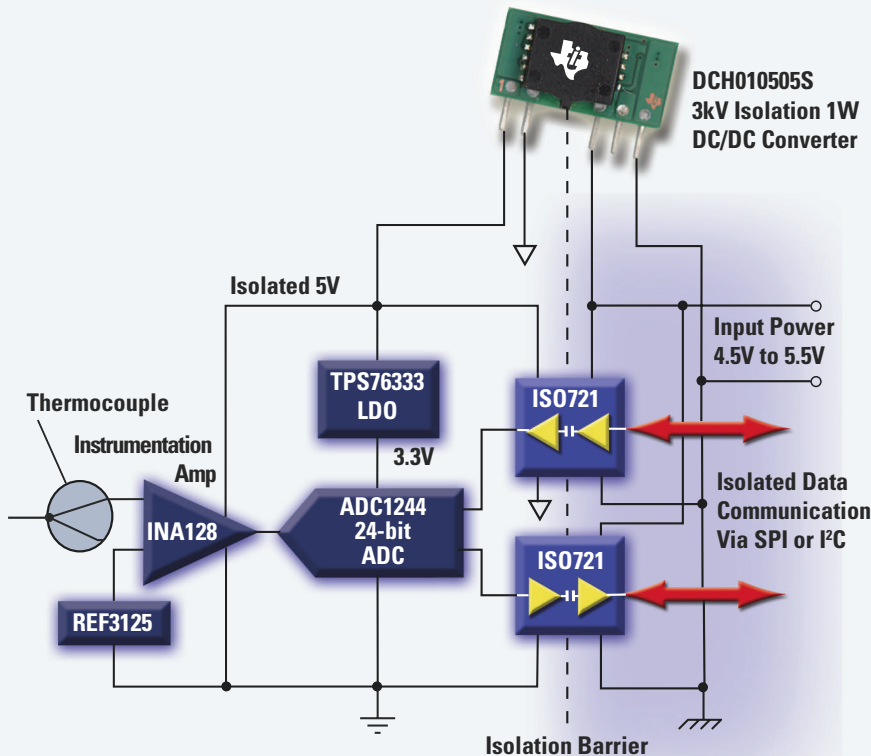 1
DCH010505S
3kV Isolation 1W
DC/DC Converter
Isolated 5V
Input Power
4.5V to 5.5V
TPS76333
LDO
ISO721
Thermocouple
Instrumentation
Amp
3.3V
INA128
ADC1244
24-bit
ADC
Isolated Data
Communication
Via SPI or I²C
ISO721
REF3125
Isolation Barrier